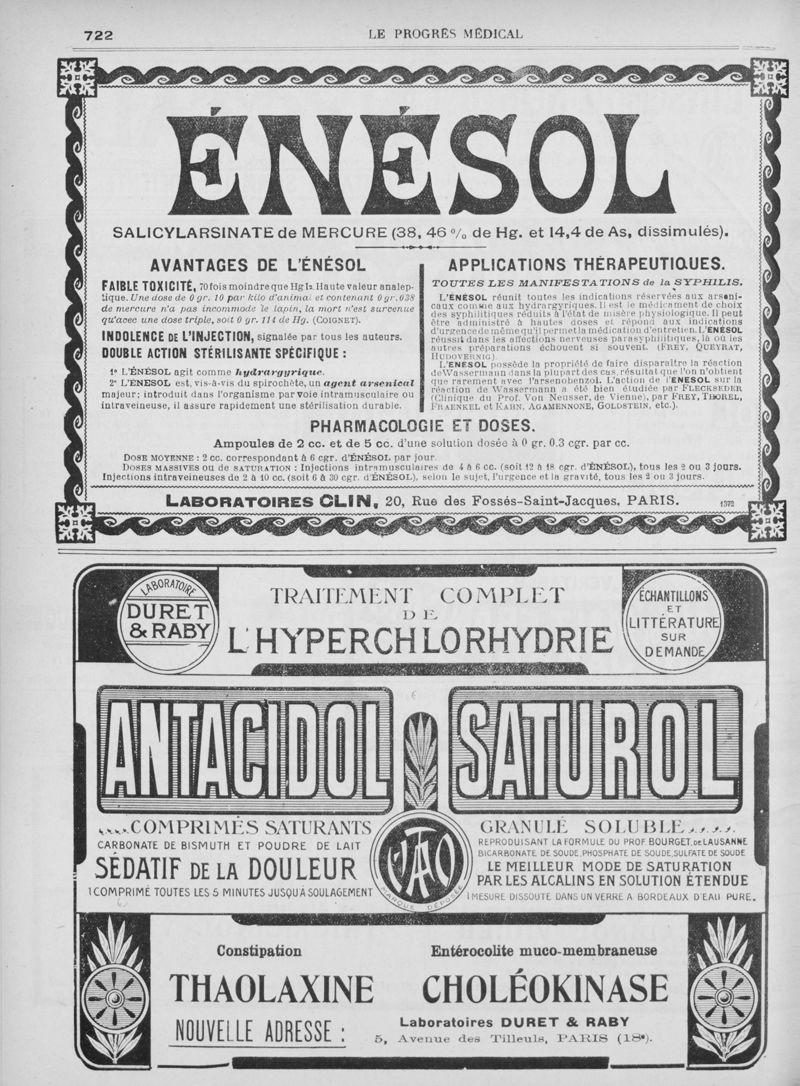 722
LE PROGRÈS MÉDICAL
ÉNÉSOL
SALICYLARSINATE de MERCURE (38, 46 % de Hg. et 14,4 de As, dissimulés).
AVANTAGES DE L'ÉNÉSOL
FAIBLE TOXICITÉ, 70 fois moindre que Hg I2. Haute valeur analep-
tique. Une dose de 0 gr. 10 par kilo d'animal et contenant 0 gr. 038
de mercure n'a pas incommodé le lapin, la mort n'est survenue
qu'avec une dose triple, soit 0 gr. 114 de Hg. (COIGNET).
INDOLENCE DE L'INJECTION, signalée par tous les auteurs.
DOUBLE ACTION STÉRILISANTE SPÉCIFIQUE :
1º L'ÉNÉSOL agit comme hydrargyrique.
2º L'ÉNÉSOL est, vis-à-vis du spirochète, un agent arsenical
majeur; introduit dans l'organisme par voie intramusculaire ou
intraveineuse, il assure rapidement une stérilisation durable.
APPLICATIONS THÉRAPEUTIQUES.
TOUTES LES MANIFESTATIONS de la SYPHILIS.
L'ÉNÉSOL réunit toutes les indications réservées aux arséni-
caux comme aux hydrargyriques. Il est le médicament de choix
des syphilitiques réduits à l'état de misère physiologique. Il peut
être administré à hautes doses et répond aux indications
d'urgence de même qu'il permet la médication d'entretien. L'ÉNÉSOL
réussit dans les affections nerveuses parasyphilitiques, là où les
autres préparations échouent si souvent. (FREY, QUEYRAT,
HUDOVERNIG).
L'ÉNÉSOL possède la propriété de faire disparaître la réaction
de Wassermann dans la plupart des cas, résultat que l'on n'obtient
que rarement avec l'arsenobenzol. L'action de l'ENESOL sur la
réaction de Wassermann a été bien étudiée par FLECKSEDER
(Clinique du Prof. Von Neusser, de Vienne), par FREY, THOREL,
FRAENKEL et KAHN, AGAMENNONE, GOLDSTEIN, etc.).
PHARMACOLOGIE ET DOSES.
Ampoules de 2 cc. et de 5 cc. d'une solution dosée à 0 gr. 0.3 cgr. par cc.
DOSE MOYENNE : 2 cc. correspondant à 6 cgr. d'ÉNÉSOL par jour.
DOSES MASSIVES ou de SATURATION : Injections intramusculaires de 4 à 6 cc. (soit 12 à 18 cgr. d'ÉNÉSOL), tous les 2 ou 3 jours.
Injections intraveineuses de 2 à 10 cc. (soit 6 à 30 cgr. d'ÉNÉSOL), selon le sujet, l'urgence et la gravité, tous les 2 ou 3 jours.
LABORATOIRES CLIN, 20, Rue des Fossés-Saint-Jacques, PARIS.
1372
LABORATOIRE
DURET
& RABY
TRAITEMENT COMPLET
DE
L'HYPERCHLORHYDRIE
ÉCHANTILLONS
ET
LITTÉRATURE
SUR
DEMANDE
ANTACIDOL
SATUROL
COMPRIMÉS SATURANTS
CARBONATE DE BISMUTH ET POUDRE DE LAIT
SÉDATIF DE LA DOULEUR
1 COMPRIMÉ TOUTES LES 5 MINUTES JUSQU'À SOULAGEMENT
MARQUE DÉPOSÉE
GRANULÉ SOLUBLE
REPRODUISANT LA FORMULE DU PROF. BOURGET, DE LAUSANNE
BICARBONATE DE SOUDE, PHOSPHATE DE SOUDE, SULFATE DE SOUDE
LE MEILLEUR MODE DE SATURATION
PAR LES ALCALINS EN SOLUTION ÉTENDUE
1 MESURE DISSOUTE DANS UN VERRE A BORDEAUX D'EAU PURE.
Constipation
THAOLAXINE
Entérocolite muco-membraneuse
CHOLÉOKINASE
NOUVELLE ADRESSE :
Laboratoires DURET & RABY
5, Avenue des Tilleuls, PARIS (18e).